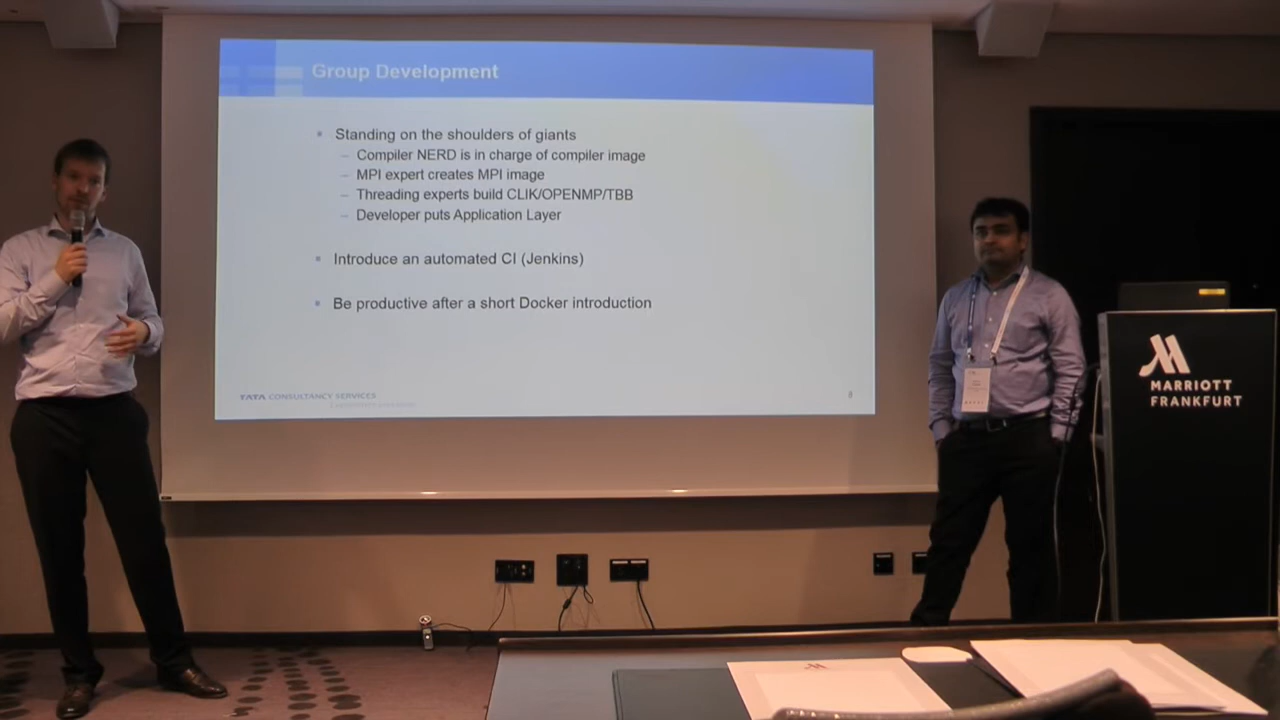 Group Development
Standing on the shoulders of giants
– Compiler NERD is in charge of compiler image
– MPI expert creates MPI image
– Threading experts build CLIK/OPENMP/TBB
– Developer puts Application Layer
Introduce an automated CI (Jenkins)
Be productive after a short Docker introduction
TATA CONSULTANCY SERVICES
8
MARRIOTT
FRANKFURT